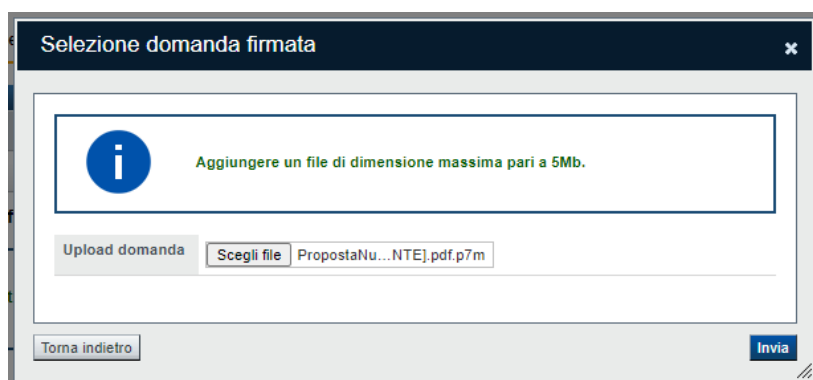 Selezione domanda firmata
Aggiungere un file di dimensione massima pari a 5Mb.
Upload domanda Scegli file PropostaNu...NTE].pdf.p7m
Torna indietro Invia